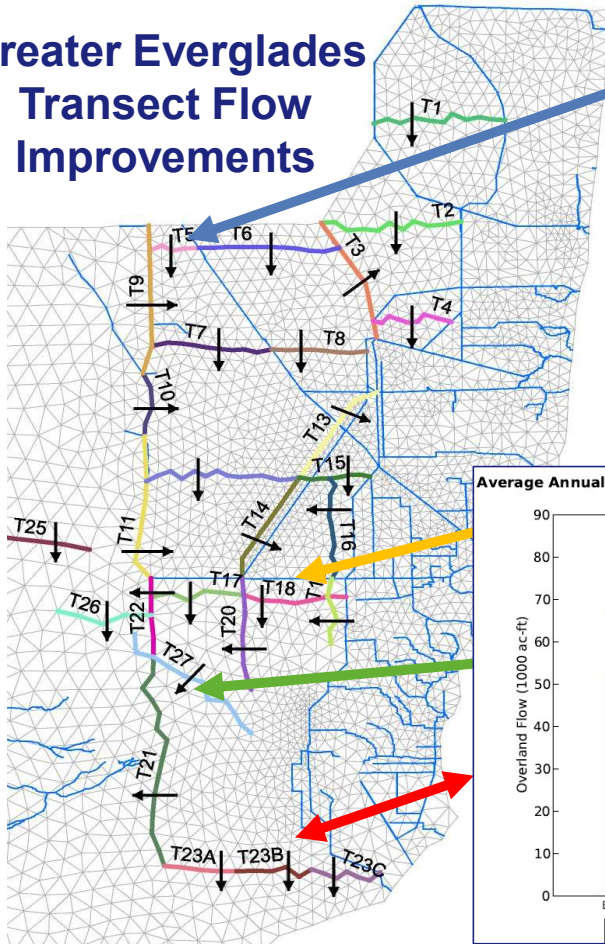 reater Everglades
Transect Flow
Improvements
T1
T2
T3
T4
T5
T6
T9
T7
T8
T10
T13
T15
T14
T16
T11
T25
T17
T18
T1
T26
T22
T20
T27
T21
T23A
T23B
T23C
Average Annual
90
80
70
60
50
40
30
20
10
0
Overland Flow (1000 ac-ft)